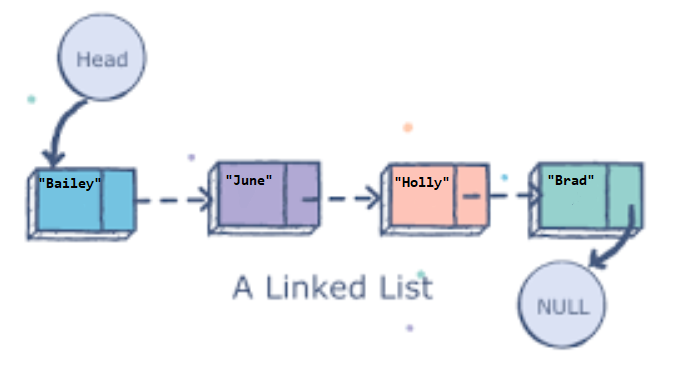 Head
"Bailey"
"June"
"Holly"
"Brad"
A Linked List
NULL